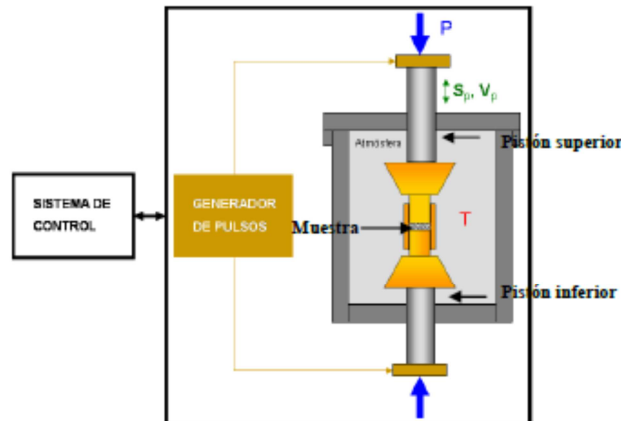 P
Sp, Vp
Atmósfera
Pistón superior
SISTEMA DE
CONTROL
GENERADOR
DE PULSOS
Muestra
T
Pistón inferior
P